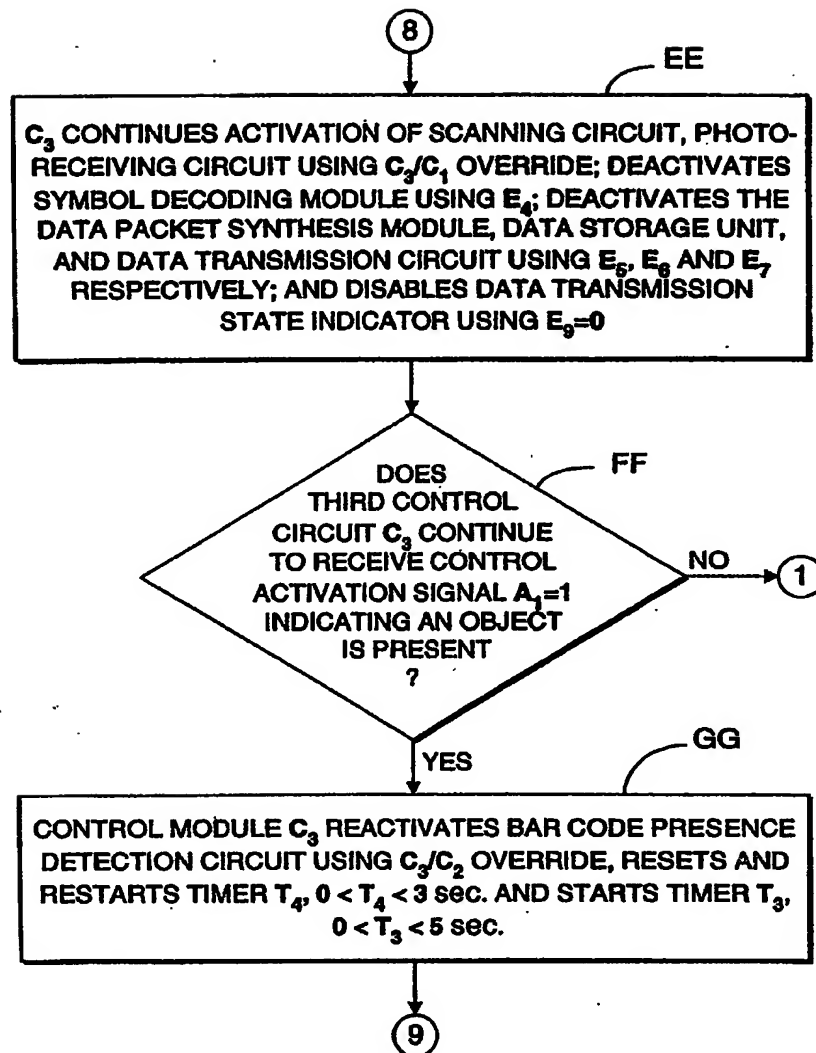 8
EE
C₃ CONTINUES ACTIVATION OF SCANNING CIRCUIT, PHOTO-
RECEIVING CIRCUIT USING C₃/C₁ OVERRIDE; DEACTIVATES
SYMBOL DECODING MODULE USING E₄; DEACTIVATES THE
DATA PACKET SYNTHESIS MODULE, DATA STORAGE UNIT,
AND DATA TRANSMISSION CIRCUIT USING E₅, E₆ AND E₇
RESPECTIVELY; AND DISABLES DATA TRANSMISSION
STATE INDICATOR USING E₉=0
FF
DOES
THIRD CONTROL
CIRCUIT C₃ CONTINUE
TO RECEIVE CONTROL
ACTIVATION SIGNAL A₁=1
INDICATING AN OBJECT
IS PRESENT
?
NO
1
YES
GG
CONTROL MODULE C₃ REACTIVATES BAR CODE PRESENCE
DETECTION CIRCUIT USING C₃/C₂ OVERRIDE, RESETS AND
RESTARTS TIMER T₄, 0 < T₄ < 3 sec. AND STARTS TIMER T₃,
0 < T₃ < 5 sec.
9